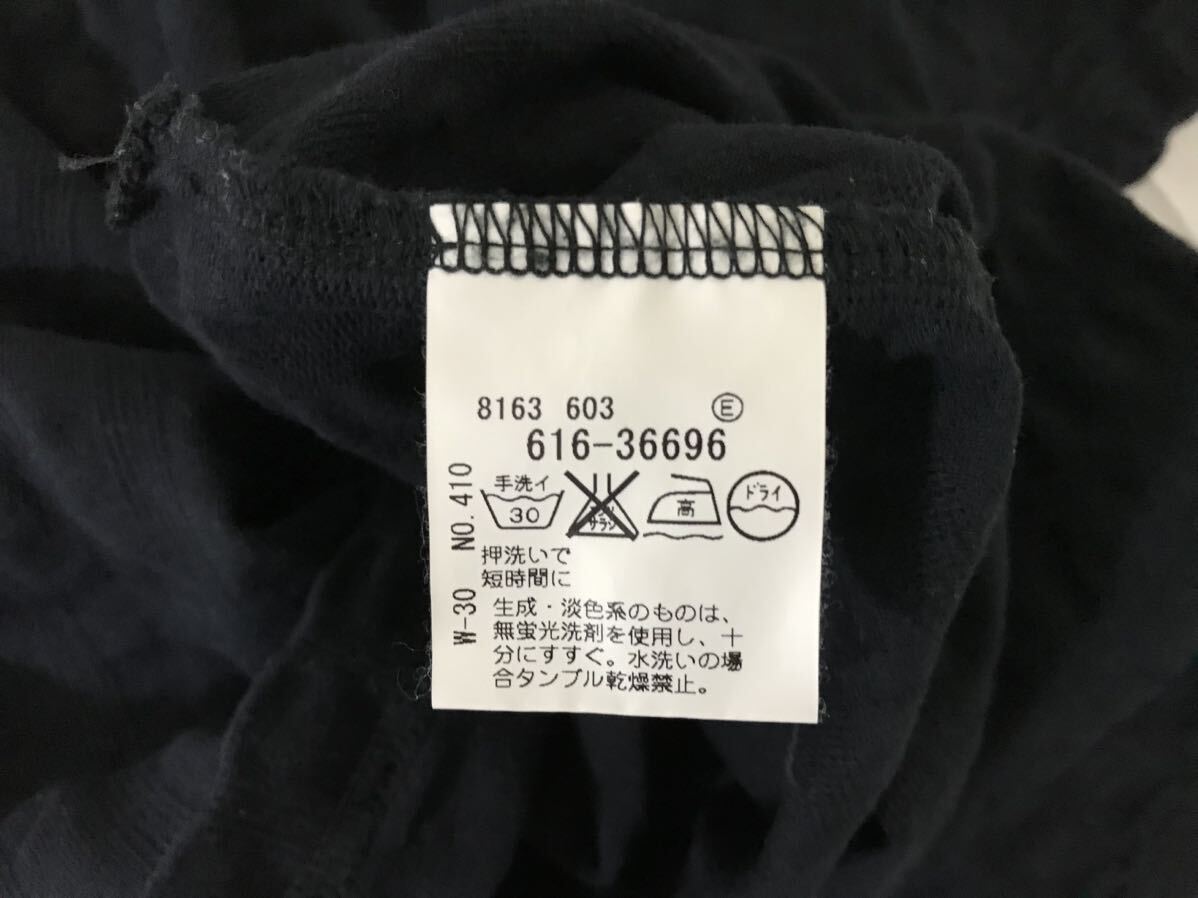 8163 603 Ⓔ
616-36696
手洗イ
30
エンソ
サラシ
高
ドライ
押洗いで
短時間に
生成・淡色系のものは、
無蛍光洗剤を使用し、十
分にすすぐ。水洗いの場
合タンブル乾燥禁止。
W-30 NO.410